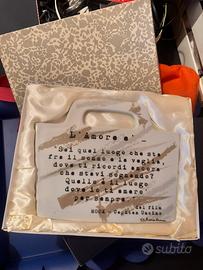 L'Amore e'_
"Sei quel luogo che sta
fra il sonno e la veglia,
dove ti ricordi ancora
che stavi sognando?
Quello è il luogo
dove io ti amerò
per sempre."
dal film
HOOK - Capitan Uncino
subito